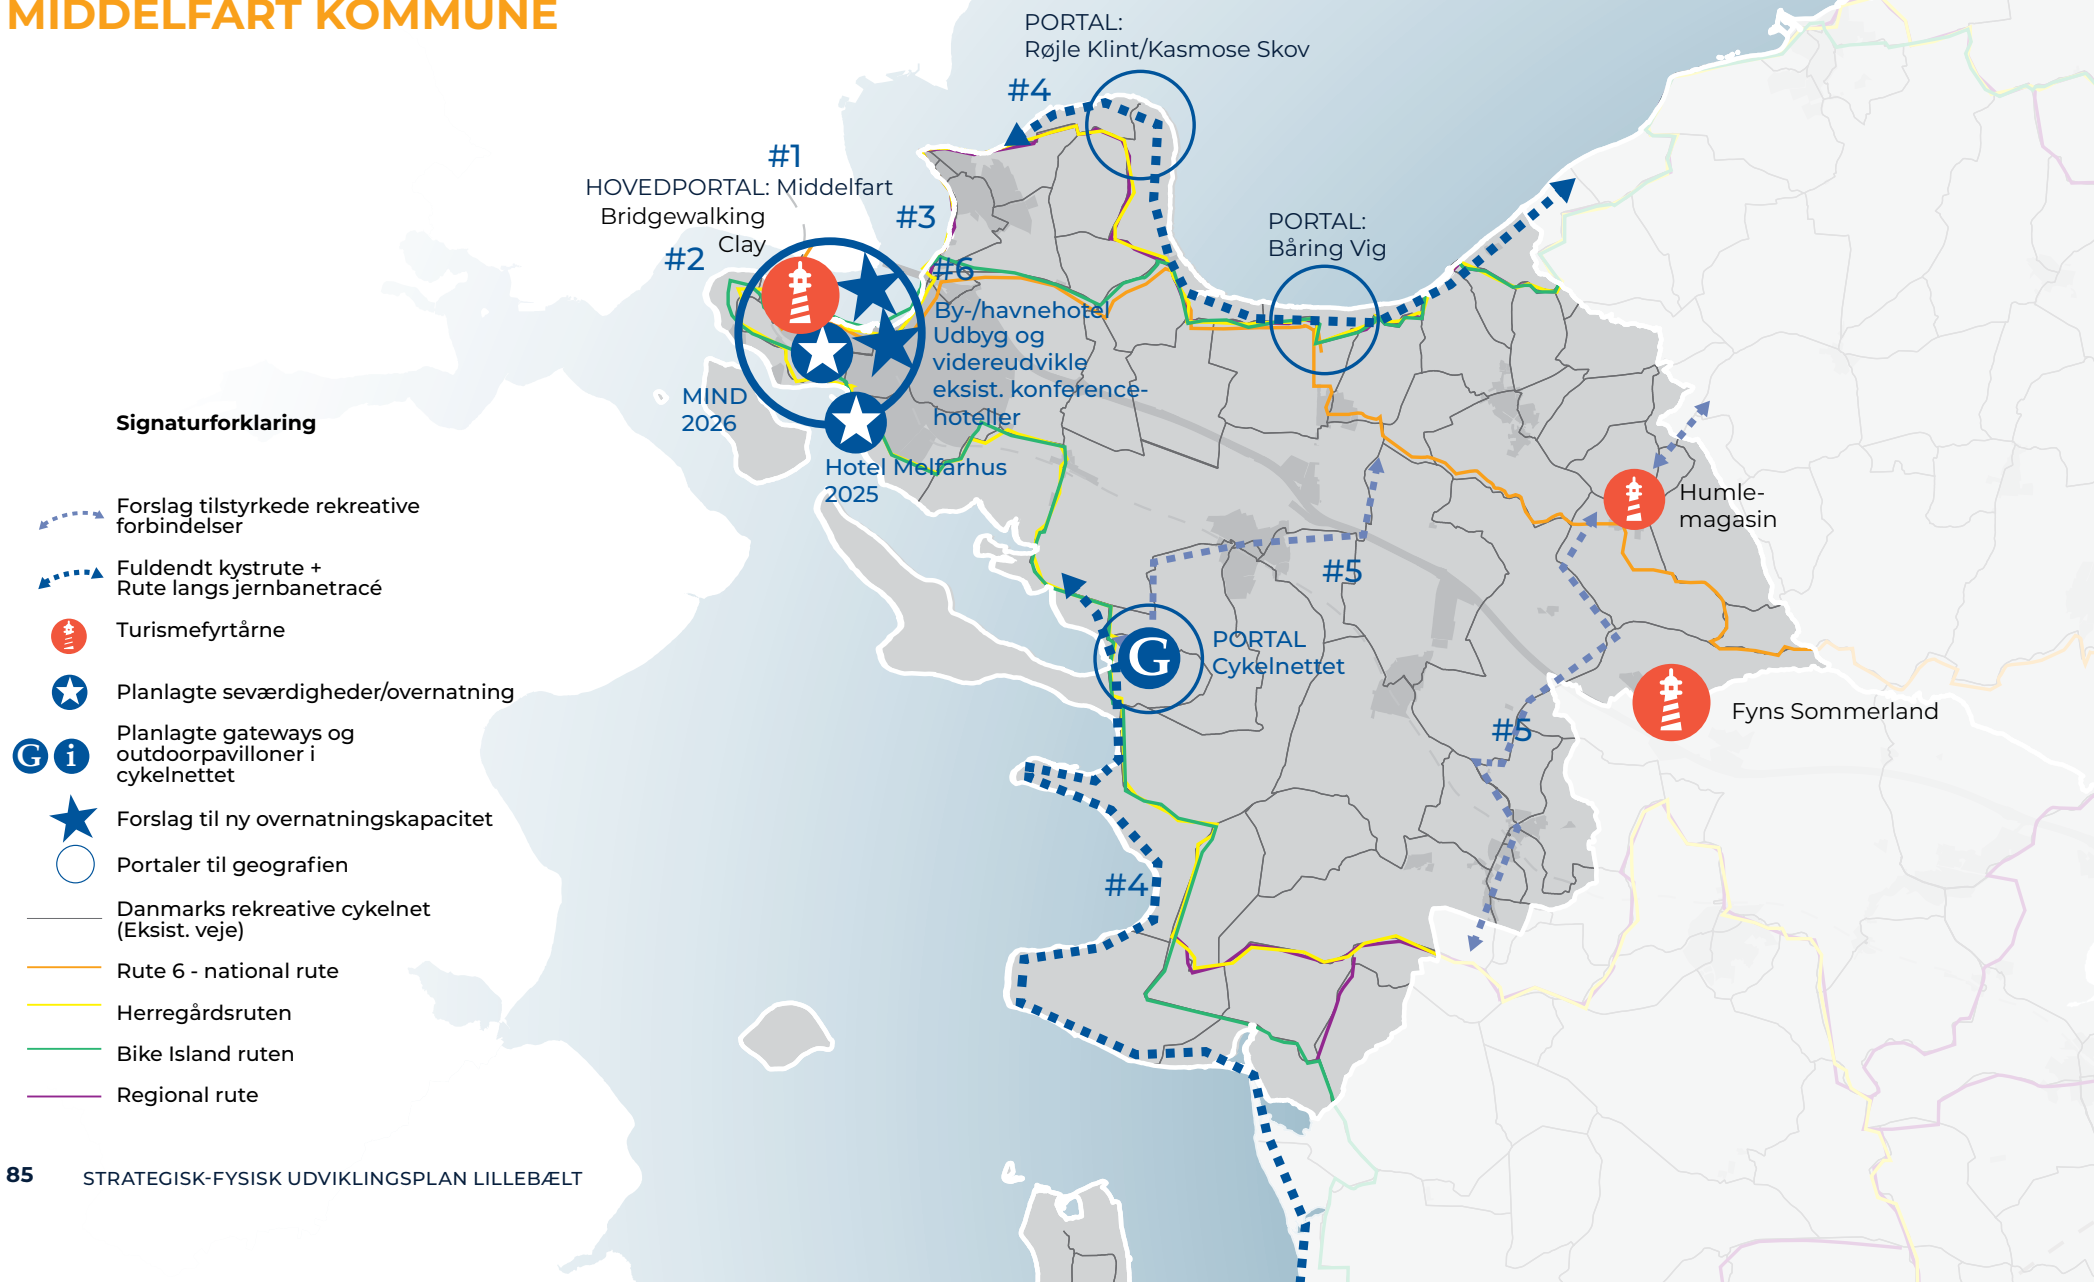 MIDDELFART KOMMUNE
PORTAL:
Røjle Klint/Kasmose Skov
#4
#1
HOVEDPORTAL: Middelfart
Bridgewalking
Clay
#3
#2
PORTAL:
Båring Vig
#6
By-/havnehotel
Udbyg og
videreudvikle
eksist. konference-
hoteller
MIND
2026
Hotel Melfarhus
2025
Humle-
magasin
#5
PORTAL
Cykelnettet
G
Fyns Sommerland
#5
#4
Signaturforklaring
Forslag tilstyrkede rekreative
forbindelser
Fuldendt kystrute +
Rute langs jernbanetracé
Turismefyrtårne
Planlagte seværdigheder/overnatning
G i
Planlagte gateways og
outdoorpavilloner i
cykelnettet
Forslag til ny overnatningskapacitet
Portaler til geografien
Danmarks rekreative cykelnet
(Eksist. veje)
Rute 6 - national rute
Herregårdsruten
Bike Island ruten
Regional rute
85 STRATEGISK-FYSISK UDVIKLINGSPLAN LILLEBÆLT